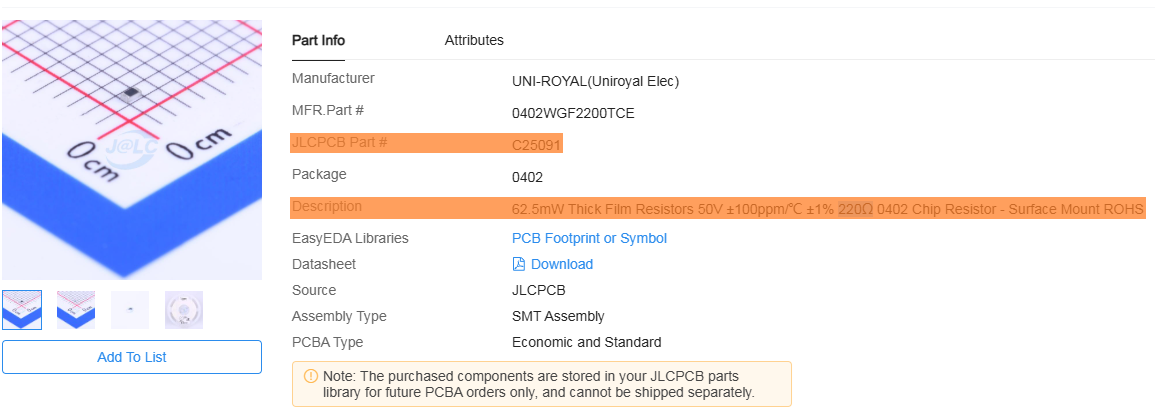 Part Info Attributes
Manufacturer UNI-ROYAL(Uniroyal Elec)
MFR.Part # 0402WGF2200TCE
JLCPCB Part # C25091
Package 0402
Description 62.5mW Thick Film Resistors 50V ±100ppm/℃ ±1% 220Ω 0402 Chip Resistor - Surface Mount ROHS
EasyEDA Libraries PCB Footprint or Symbol
Datasheet Download
Source JLCPCB
Assembly Type SMT Assembly
PCBA Type Economic and Standard
Note: The purchased components are stored in your JLCPCB parts
library for future PCBA orders only, and cannot be shipped separately.
0 cm
0 cm
J@LC
Add To List